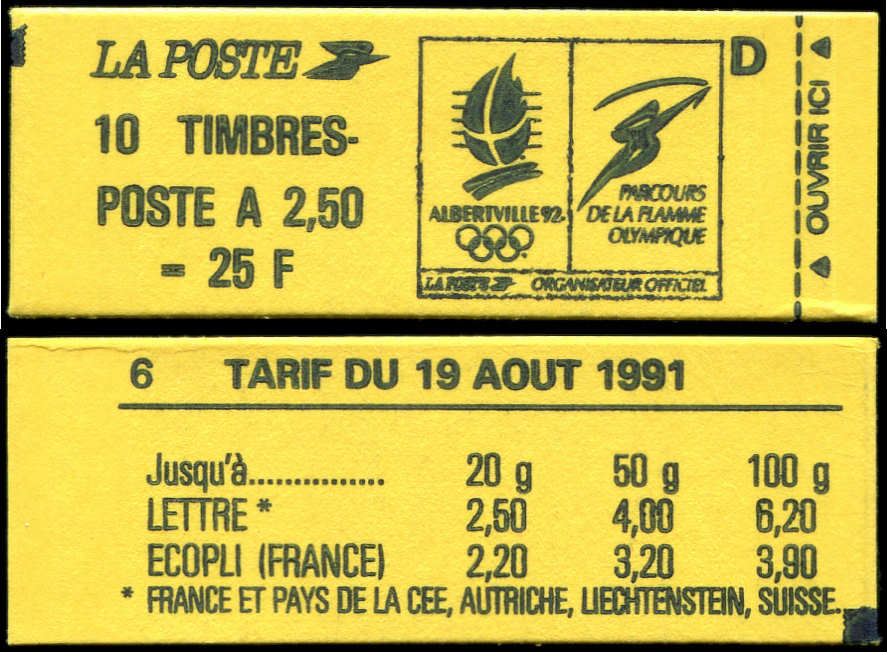 LA POSTE
10 TIMBRES-
POSTE A 2,50
= 25 F
ALBERTVILLE 92
PARCOURS
DE LA FLAMME
OLYMPIQUE
LA POSTE ORGANISATEUR OFFICIEL
D
OUVRIR ICI
6 TARIF DU 19 AOUT 1991
Jusqu'à............... 20 g 50 g 100 g
LETTRE * 2,50 4,00 6,20
ECOPLI (FRANCE) 2,20 3,20 3,90
* FRANCE ET PAYS DE LA CEE, AUTRICHE, LIECHTENSTEIN, SUISSE.